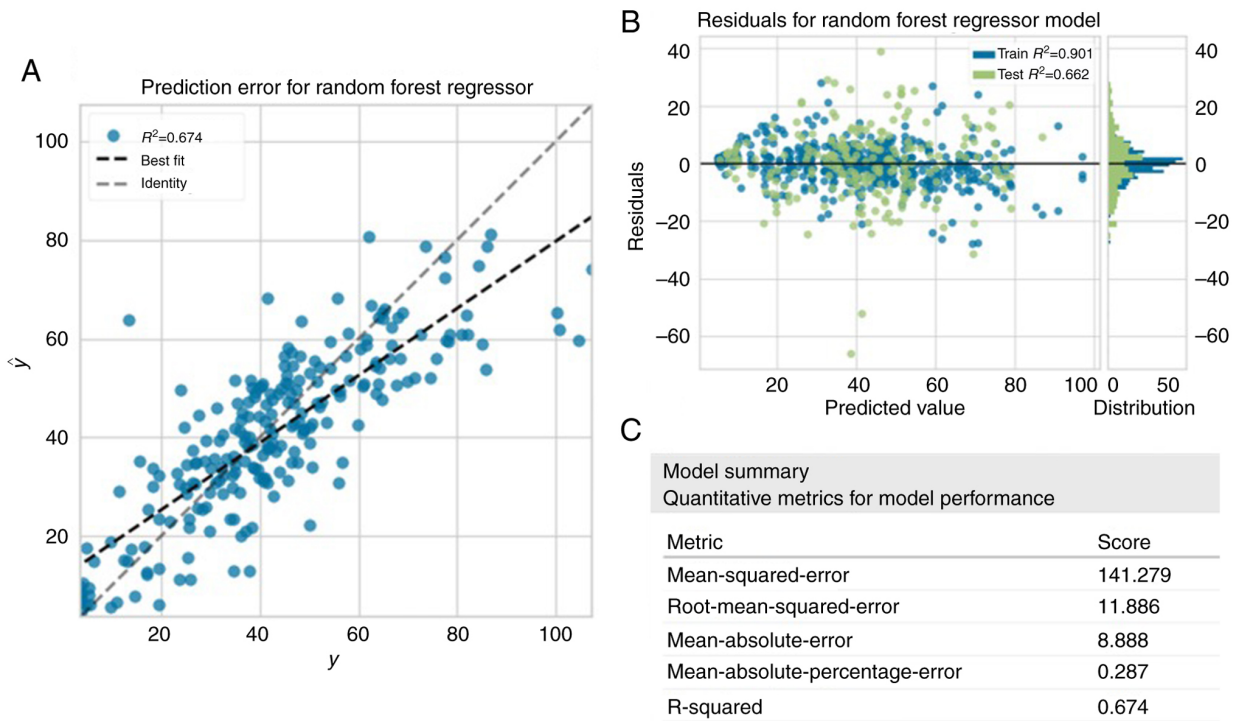 A
Prediction error for random forest regressor
R²=0.674
Best fit
Identity
100
80
60
40
20
ŷ
20 40 60 80 100
y
B
Residuals for random forest regressor model
Train R²=0.901
Test R²=0.662
40
20
0
−20
−40
−60
Residuals
20 40 60 80 100
Predicted value
40
20
0
−20
−40
−60
0 50
Distribution
C
Model summary
Quantitative metrics for model performance
Metric Score
Mean-squared-error 141.279
Root-mean-squared-error 11.886
Mean-absolute-error 8.888
Mean-absolute-percentage-error 0.287
R-squared 0.674